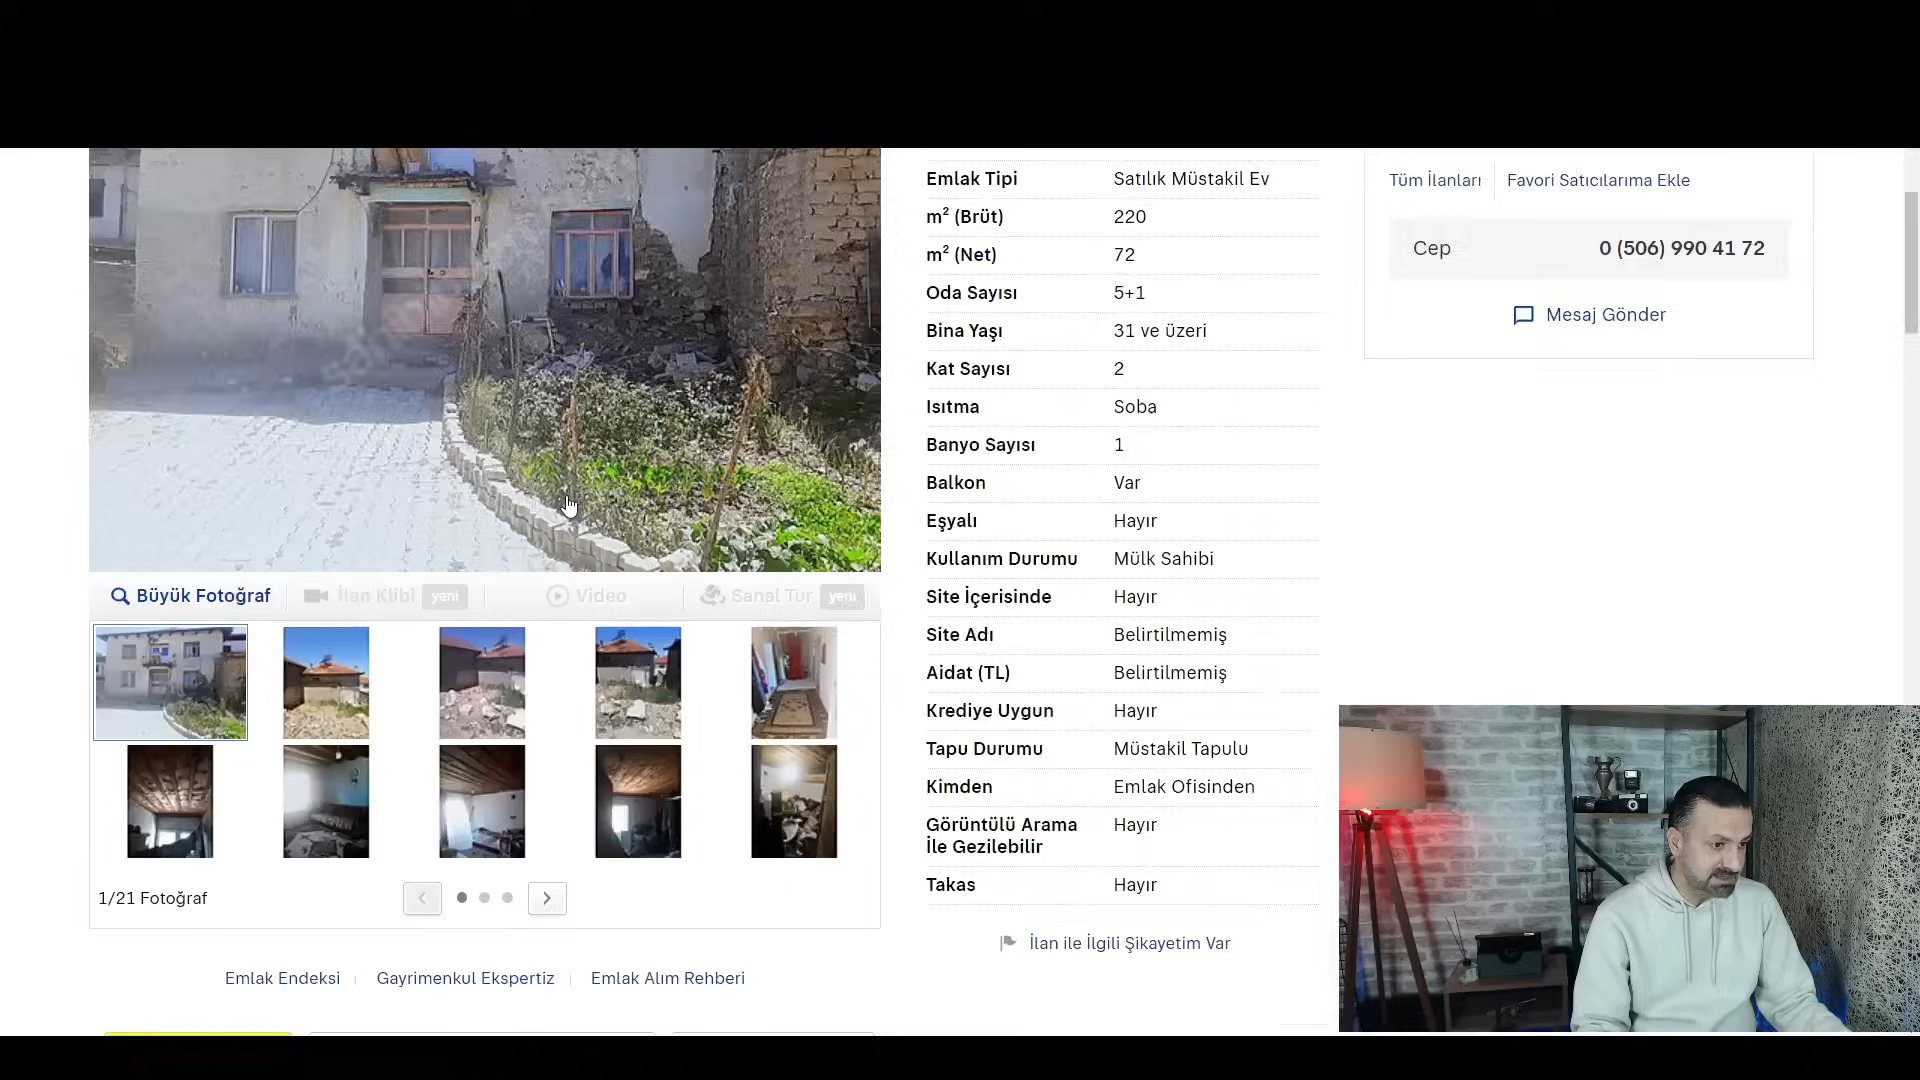 Emlak Tipi Satılık Müstakil Ev
m² (Brüt) 220
m² (Net) 72
Oda Sayısı 5+1
Bina Yaşı 31 ve üzeri
Kat Sayısı 2
Isıtma Soba
Banyo Sayısı 1
Balkon Var
Eşyalı Hayır
Kullanım Durumu Mülk Sahibi
Site İçerisinde Hayır
Site Adı Belirtilmemiş
Aidat (TL) Belirtilmemiş
Krediye Uygun Hayır
Tapu Durumu Müstakil Tapulu
Kimden Emlak Ofisinden
Görüntülü Arama Hayır
İle Gezilebilir
Takas Hayır
İlan ile İlgili Şikayetim Var
Tüm İlanları Favori Satıcılarıma Ekle
Cep 0 (506) 990 41 72
Mesaj Gönder
Büyük Fotoğraf İlan Klibi yeni Video Sanal Tur yeni
1/21 Fotoğraf
Emlak Endeksi Gayrimenkul Ekspertiz Emlak Alım Rehberi